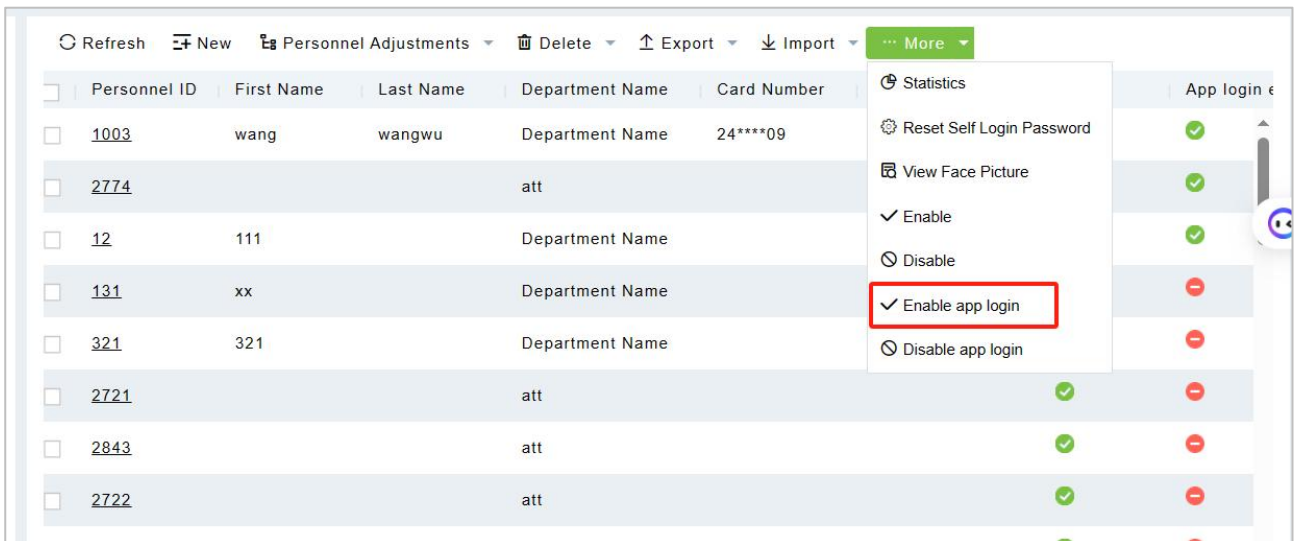 Refresh New Personnel Adjustments Delete Export Import ··· More
Personnel ID First Name Last Name Department Name Card Number App login e
Statistics
Reset Self Login Password
View Face Picture
Enable
Disable
Enable app login
Disable app login
1003 wang wangwu Department Name 24****09
2774 att
12 111 Department Name
131 xx Department Name
321 321 Department Name
2721 att
2843 att
2722 att